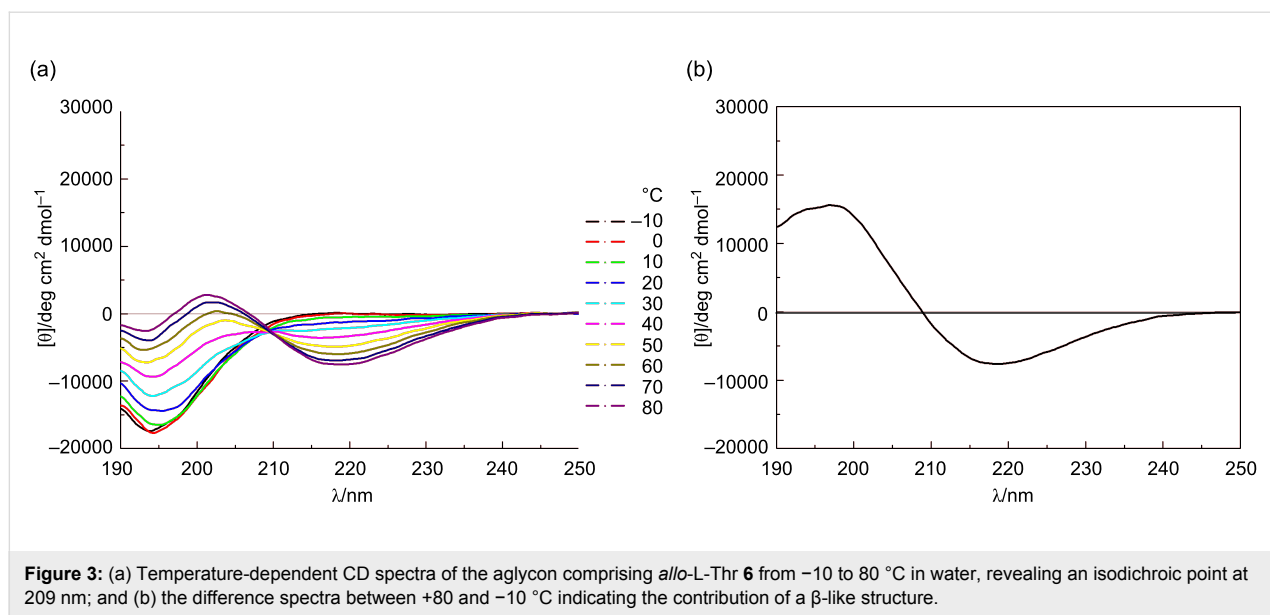 (a)
30000
20000
10000
0
−10000
−20000
[θ]/deg cm² dmol⁻¹
190 200 210 220 230 240 250
λ/nm
°C
−10
0
10
20
30
40
50
60
70
80
(b)
30000
20000
10000
0
−10000
−20000
[θ]/deg cm² dmol⁻¹
190 200 210 220 230 240 250
λ/nm
Figure 3: (a) Temperature-dependent CD spectra of the aglycon comprising allo-L-Thr 6 from −10 to 80 °C in water, revealing an isodichroic point at
209 nm; and (b) the difference spectra between +80 and −10 °C indicating the contribution of a β-like structure.